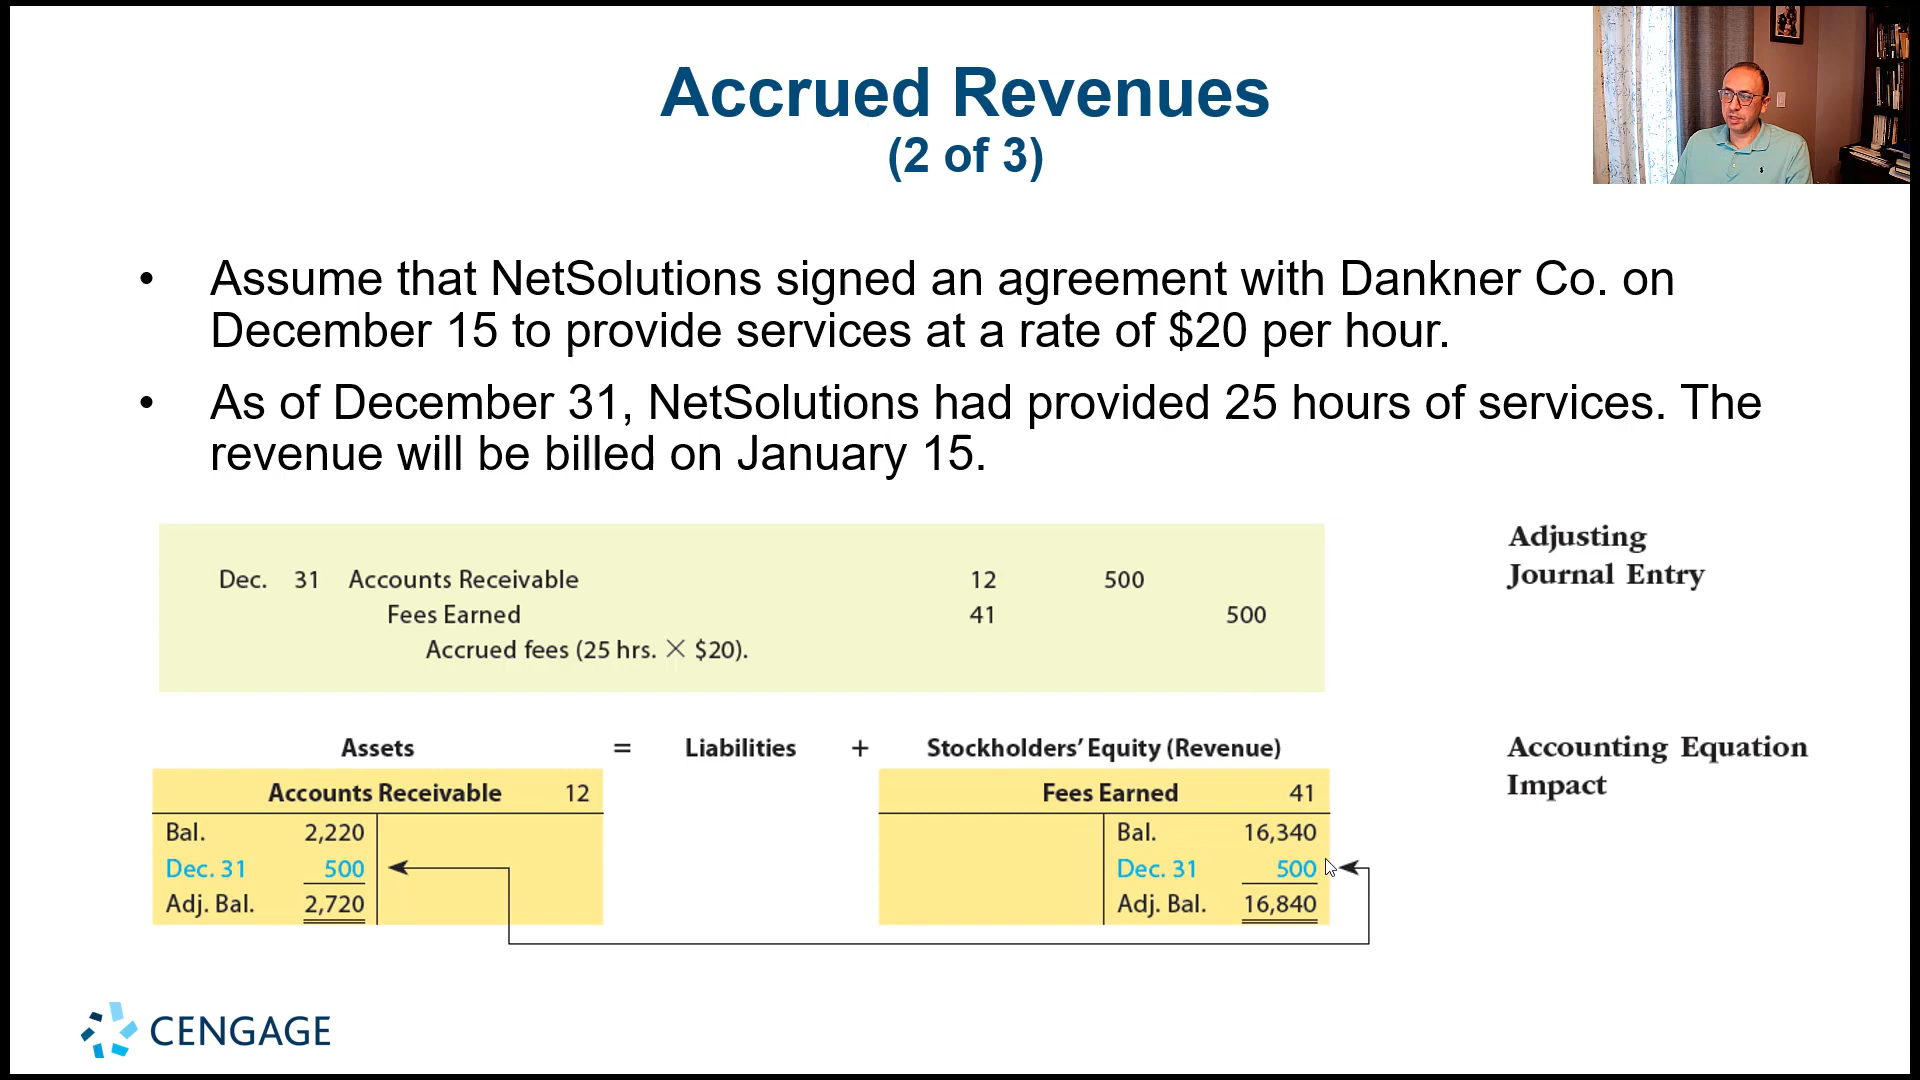 Accrued Revenues
(2 of 3)
• Assume that NetSolutions signed an agreement with Dankner Co. on
December 15 to provide services at a rate of $20 per hour.
• As of December 31, NetSolutions had provided 25 hours of services. The
revenue will be billed on January 15.
Adjusting
Journal Entry
Dec. 31 Accounts Receivable 12 500
Fees Earned 41 500
Accrued fees (25 hrs. × $20).
Assets = Liabilities + Stockholders' Equity (Revenue)
Accounting Equation
Impact
Accounts Receivable 12
Bal. 2,220
Dec. 31 500
Adj. Bal. 2,720
Fees Earned 41
Bal. 16,340
Dec. 31 500
Adj. Bal. 16,840
CENGAGE